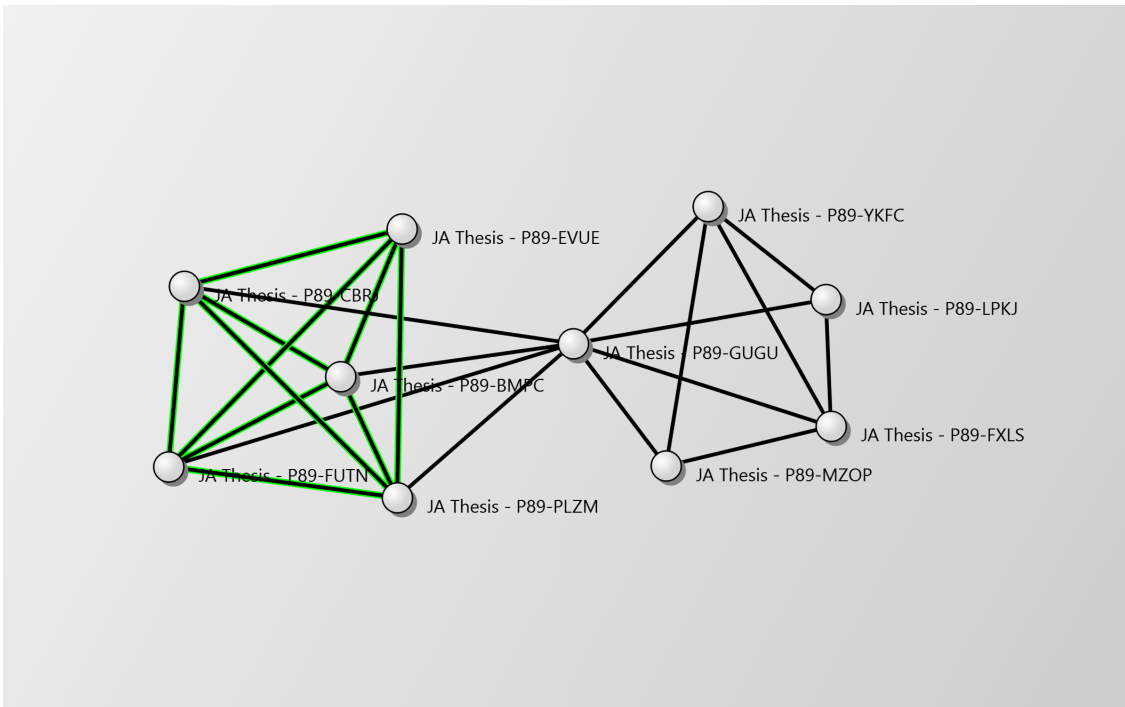 JA Thesis - P89-YKFC
JA Thesis - P89-EVUE
JA Thesis - P89-CBRJ
JA Thesis - P89-LPKJ
JA Thesis - P89-GUGU
JA Thesis - P89-BMPC
JA Thesis - P89-FXLS
JA Thesis - P89-FUTN
JA Thesis - P89-MZOP
JA Thesis - P89-PLZM